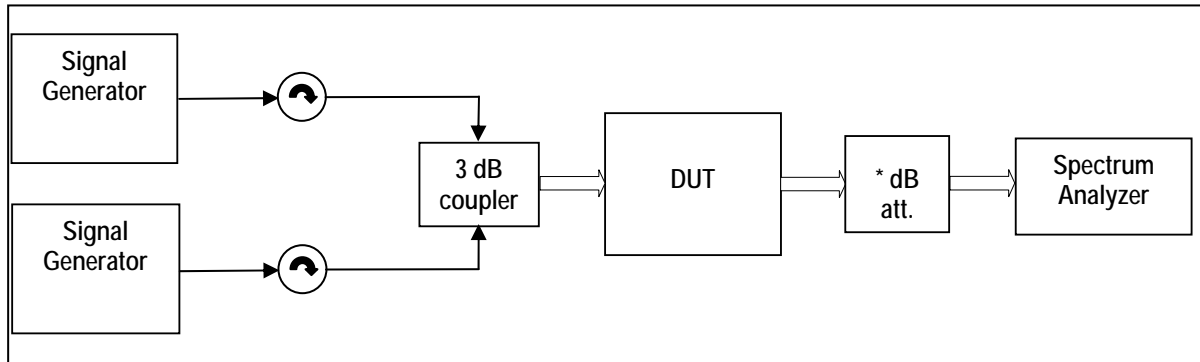 Signal
Generator
3 dB
coupler
DUT
* dB
att.
Spectrum
Analyzer
Signal
Generator